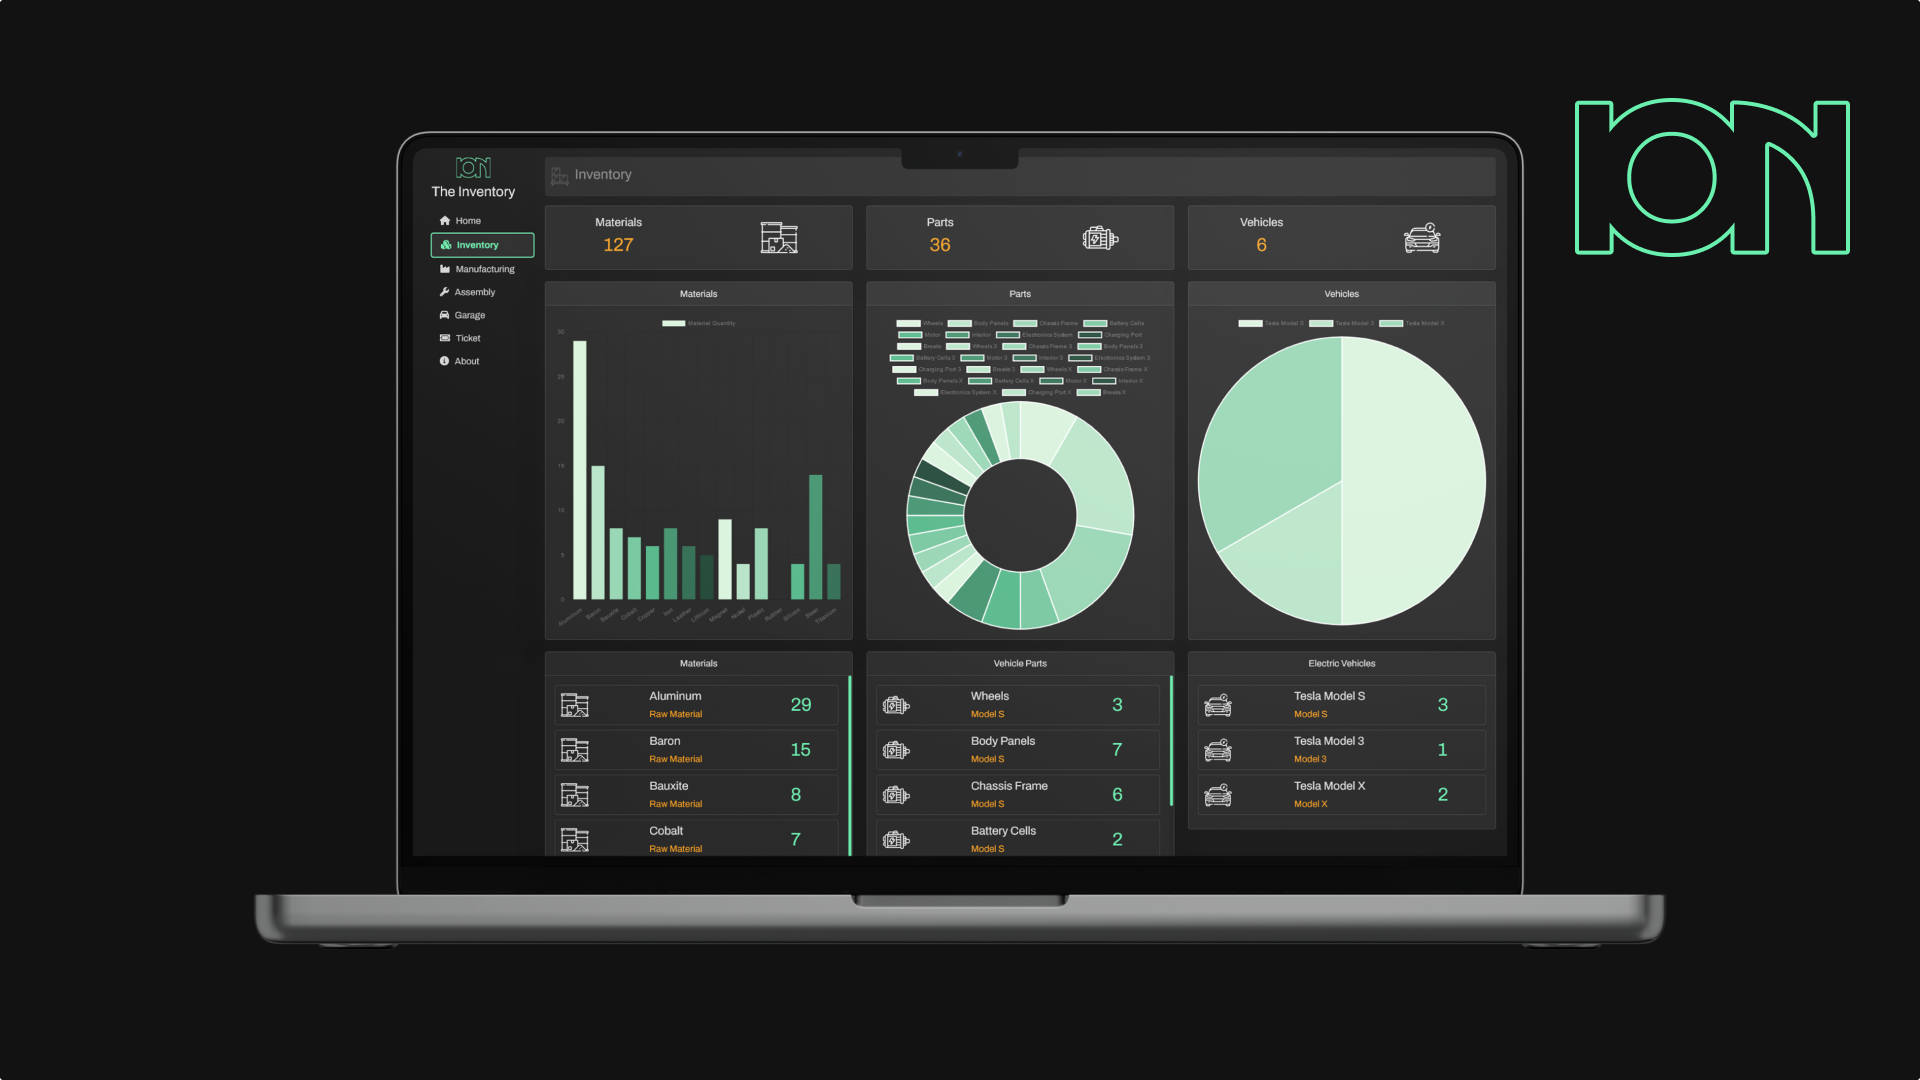 ION
ION
The Inventory
Home
Inventory
Manufacturing
Assembly
Garage
Ticket
About
Inventory
Materials
127
Parts
36
Vehicles
6
Materials
Material Quantity
30
25
20
15
10
5
0
Aluminum Baron Bauxite Cobalt Copper Iron Leather Lithium Magnet Nickel Plastic Rubber Silicon Steel Titanium
Parts
Wheels Body Panels Chassis Frame Battery Cells
Motor Interior Electronics System Charging Port
Breaks Wheels 3 Chassis Frame 3 Body Panels 3
Battery Cells 3 Motor 3 Interior 3 Electronics System 3
Charging Port 3 Breaks 3 Wheels X Chassis Frame X
Body Panels X Battery Cells X Motor X Interior X
Electronics System X Charging Port X Breaks X
Vehicles
Tesla Model S Tesla Model 3 Tesla Model X
Materials
Aluminum
Raw Material
29
Baron
Raw Material
15
Bauxite
Raw Material
8
Cobalt
Raw Material
7
Vehicle Parts
Wheels
Model S
3
Body Panels
Model S
7
Chassis Frame
Model S
6
Battery Cells
Model S
2
Electric Vehicles
Tesla Model S
Model S
3
Tesla Model 3
Model 3
1
Tesla Model X
Model X
2